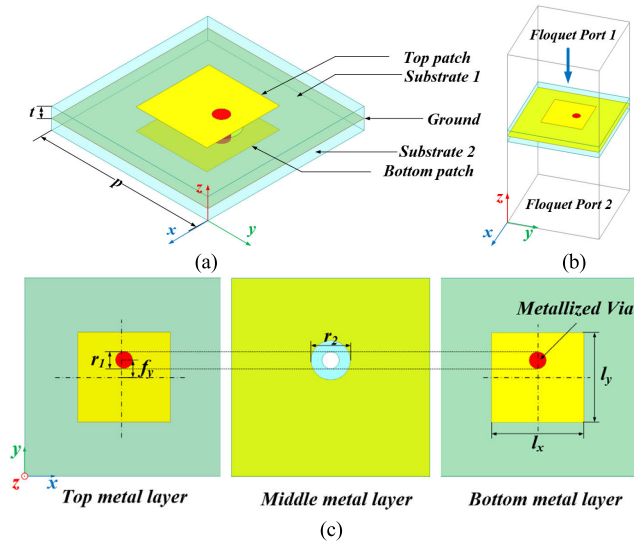 Top patch
Substrate 1
t
Ground
Substrate 2
Bottom patch
p
z
x
y
(a)
Floquet Port 1
Floquet Port 2
z
y
x
(b)
r1
fy
y
z
x
Top metal layer
r2
Middle metal layer
Metallized Via
ly
lx
Bottom metal layer
(c)